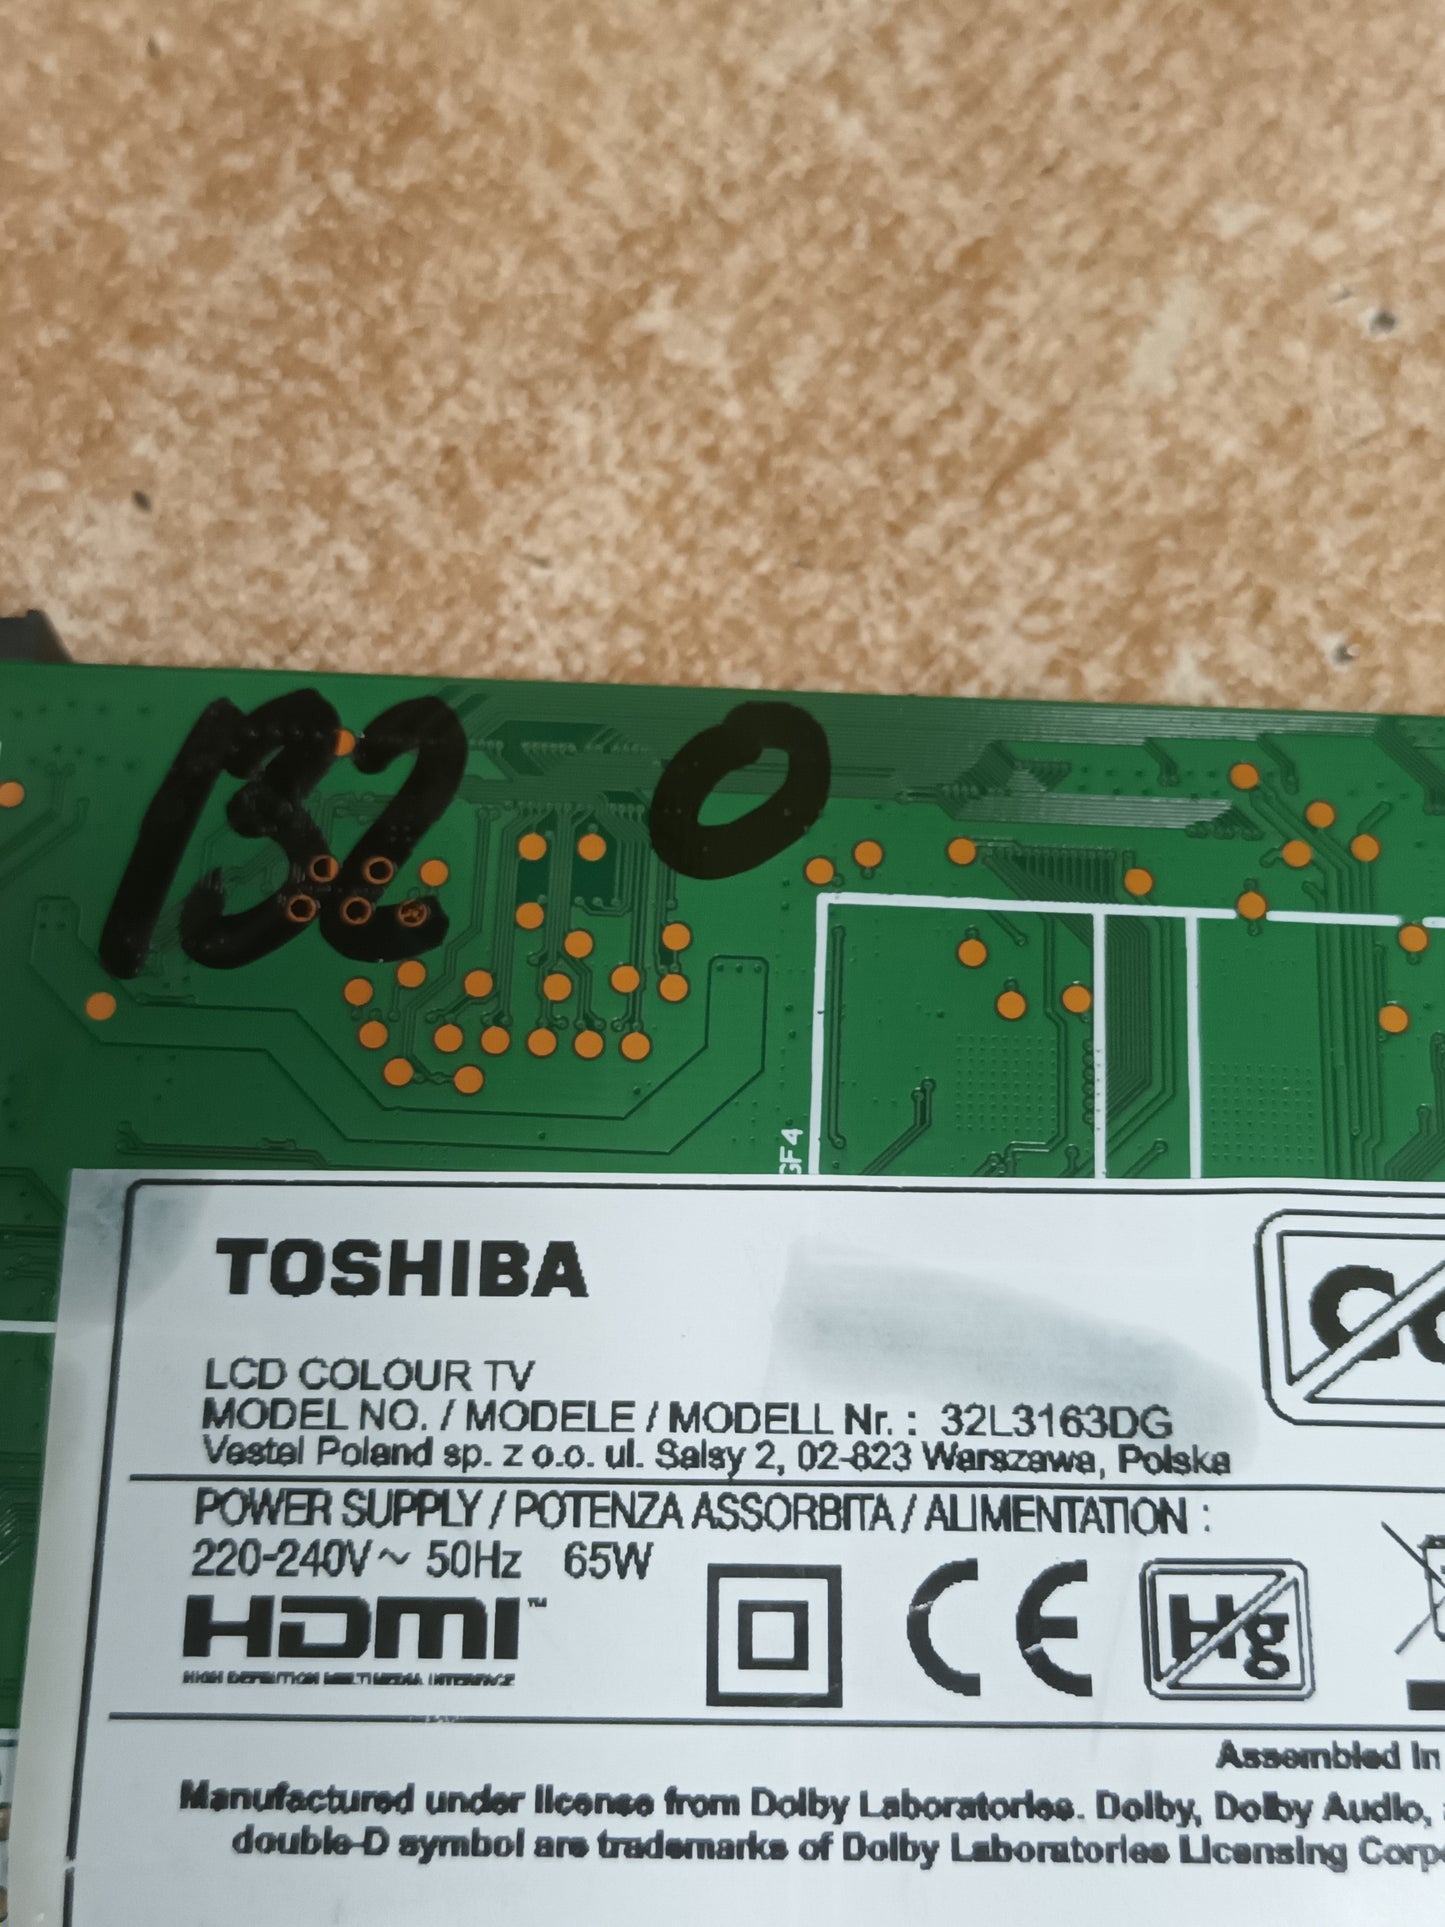 132 0
GF4
TOSHIBA
LCD COLOUR TV
MODEL NO. / MODELE / MODELL Nr. : 32L3163DG
Vestel Poland sp. z o.o. ul. Salsy 2, 02-823 Warszawa, Polska
POWER SUPPLY / POTENZA ASSORBITA / ALIMENTATION :
220-240V~ 50Hz 65W
HDMI™
HIGH DEFINITION MULTIMEDIA INTERFACE
CE Hg
Assembled In
Manufactured under license from Dolby Laboratories. Dolby, Dolby Audio,
double-D symbol are trademarks of Dolby Laboratories Licensing Corp